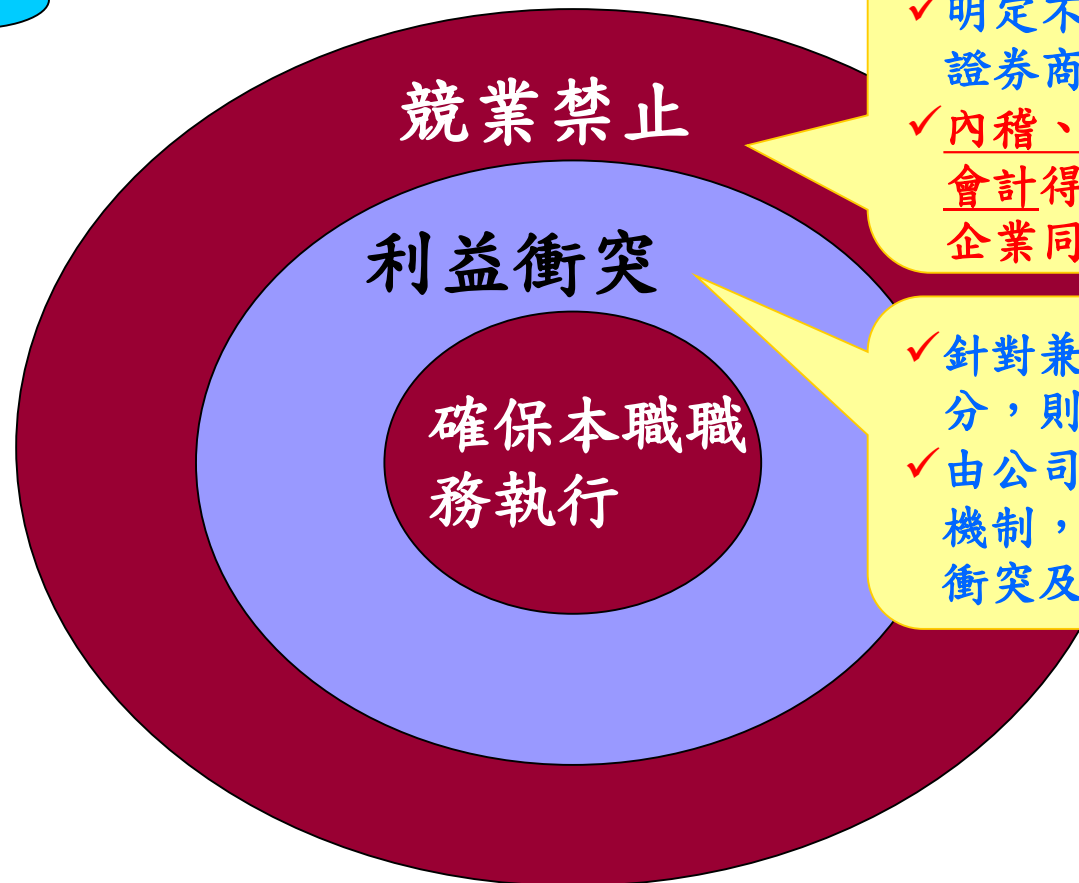 競業禁止
✓明定不
證券商
✓內稽、
會計得
企業同
利益衝突
✓針對兼
分，則
✓由公司
機制，
衝突及
確保本職職
務執行